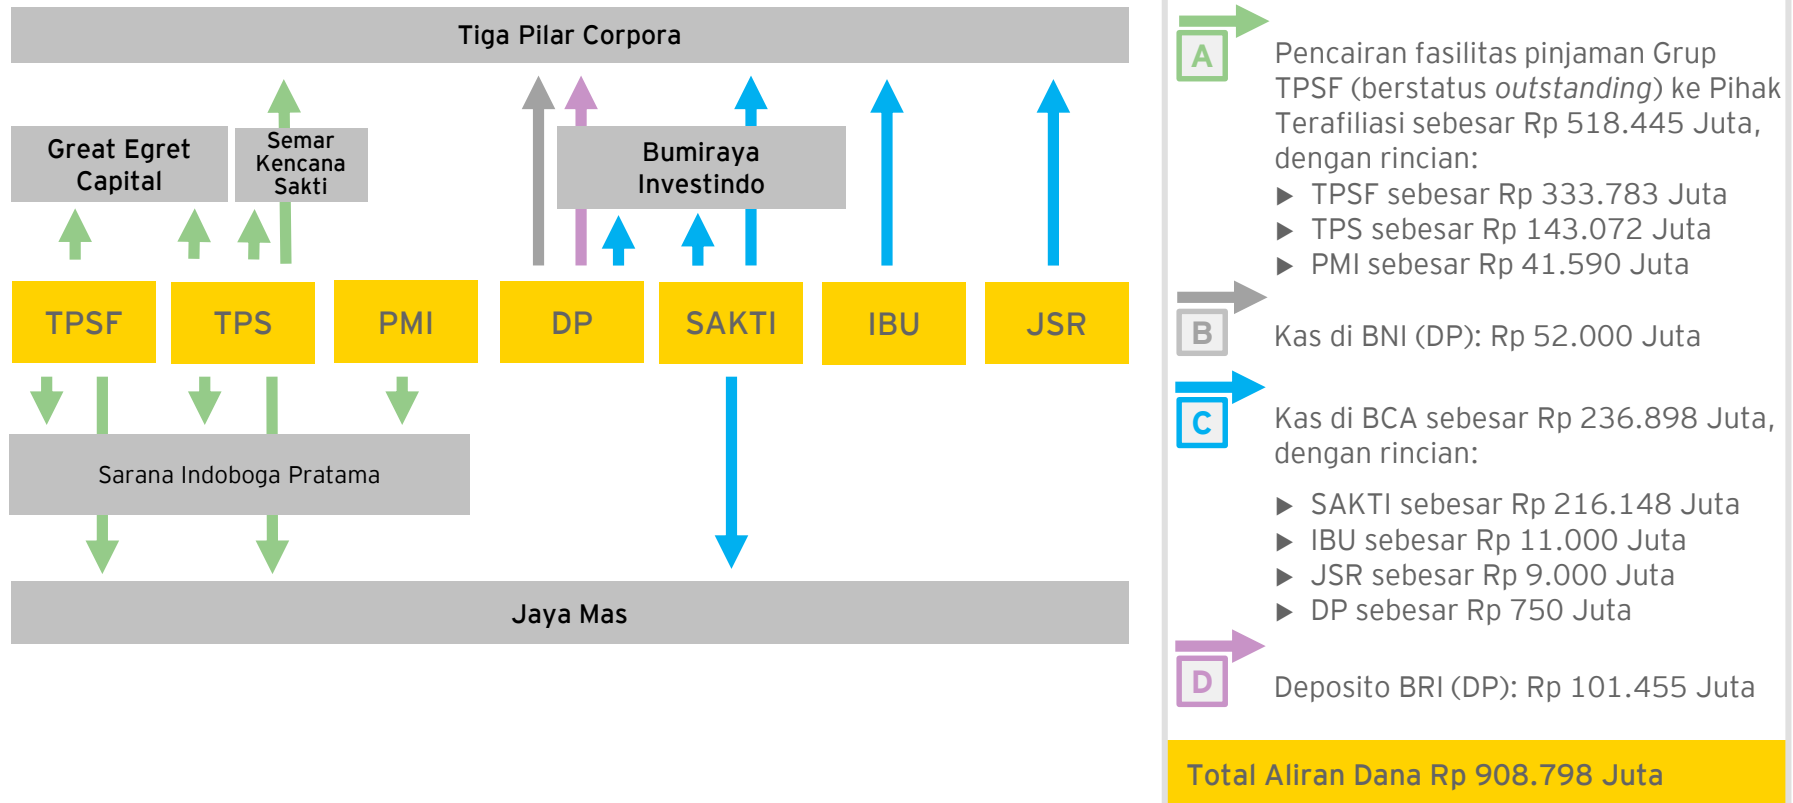 Tiga Pilar Corpora
Great Egret
Capital
Semar
Kencana
Sakti
Bumiraya
Investindo
TPSF
TPS
PMI
DP
SAKTI
IBU
JSR
Sarana Indoboga Pratama
Jaya Mas
A
Pencairan fasilitas pinjaman Grup
TPSF (berstatus outstanding) ke Pihak
Terafiliasi sebesar Rp 518.445 Juta,
dengan rincian:
► TPSF sebesar Rp 333.783 Juta
► TPS sebesar Rp 143.072 Juta
► PMI sebesar Rp 41.590 Juta
B
Kas di BNI (DP): Rp 52.000 Juta
C
Kas di BCA sebesar Rp 236.898 Juta,
dengan rincian:
► SAKTI sebesar Rp 216.148 Juta
► IBU sebesar Rp 11.000 Juta
► JSR sebesar Rp 9.000 Juta
► DP sebesar Rp 750 Juta
D
Deposito BRI (DP): Rp 101.455 Juta
Total Aliran Dana Rp 908.798 Juta